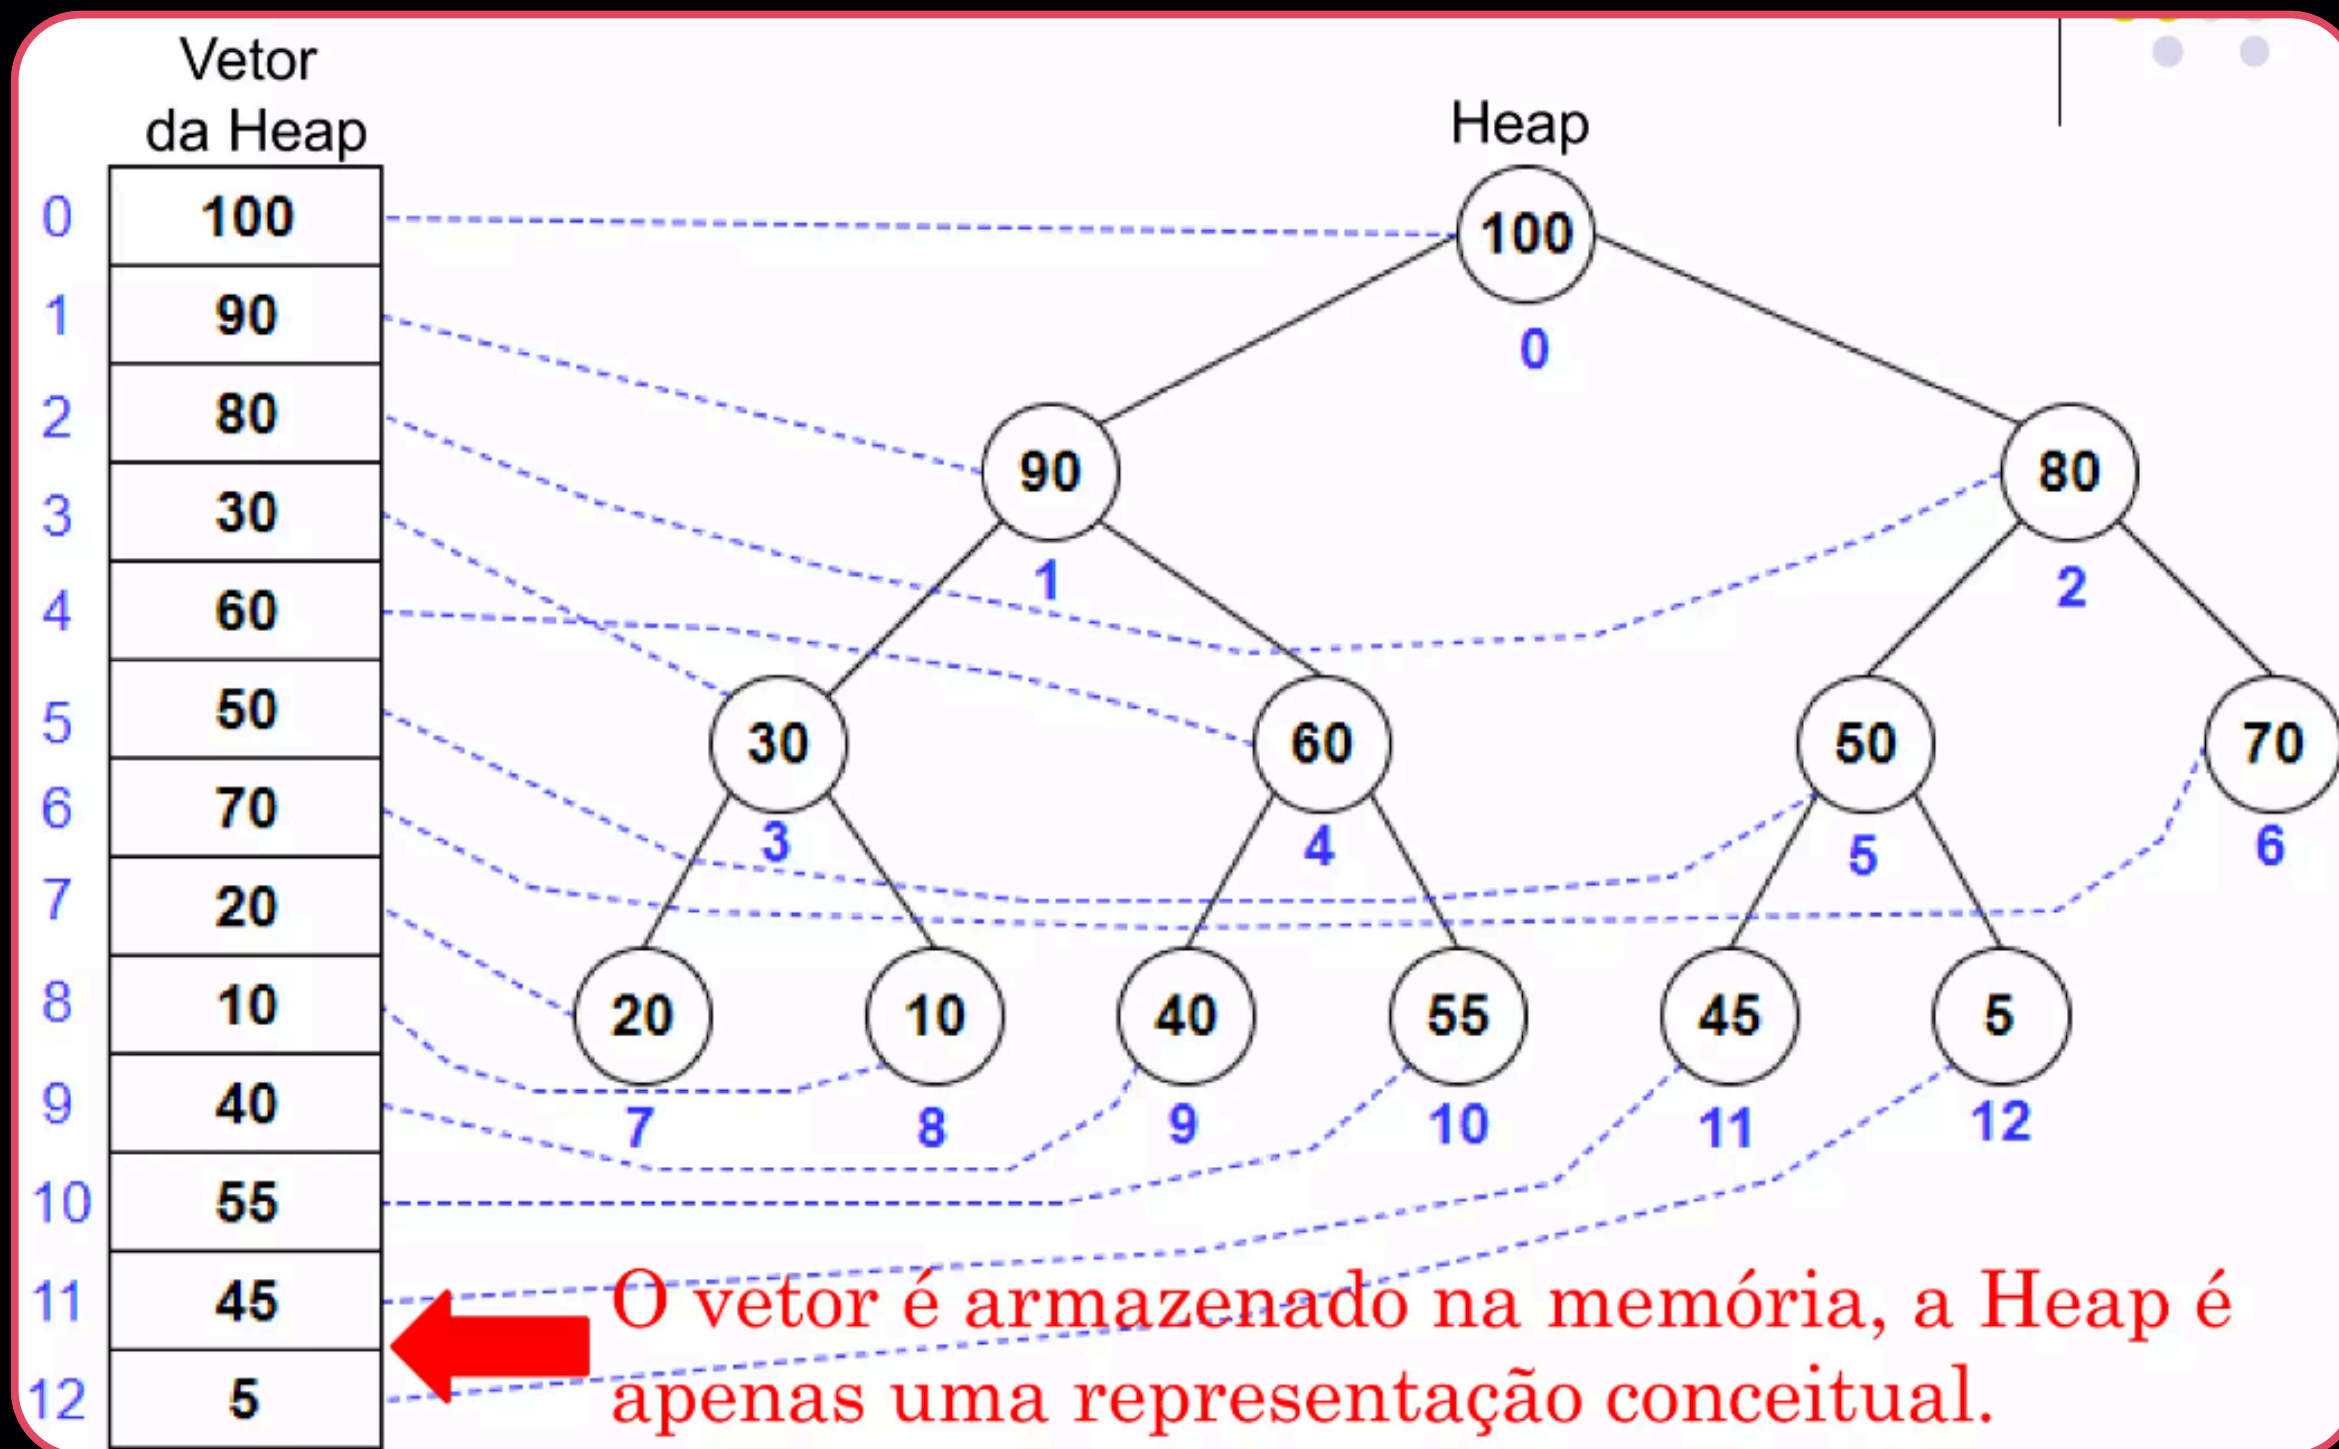 Vetor
da Heap
Heap
0 100
1 90
2 80
3 30
4 60
5 50
6 70
7 20
8 10
9 40
10 55
11 45
12 5
100
0
90 80
1 2
30 60 50 70
3 4 5 6
20 10 40 55 45 5
7 8 9 10 11 12
O vetor é armazenado na memória, a Heap é
apenas uma representação conceitual.